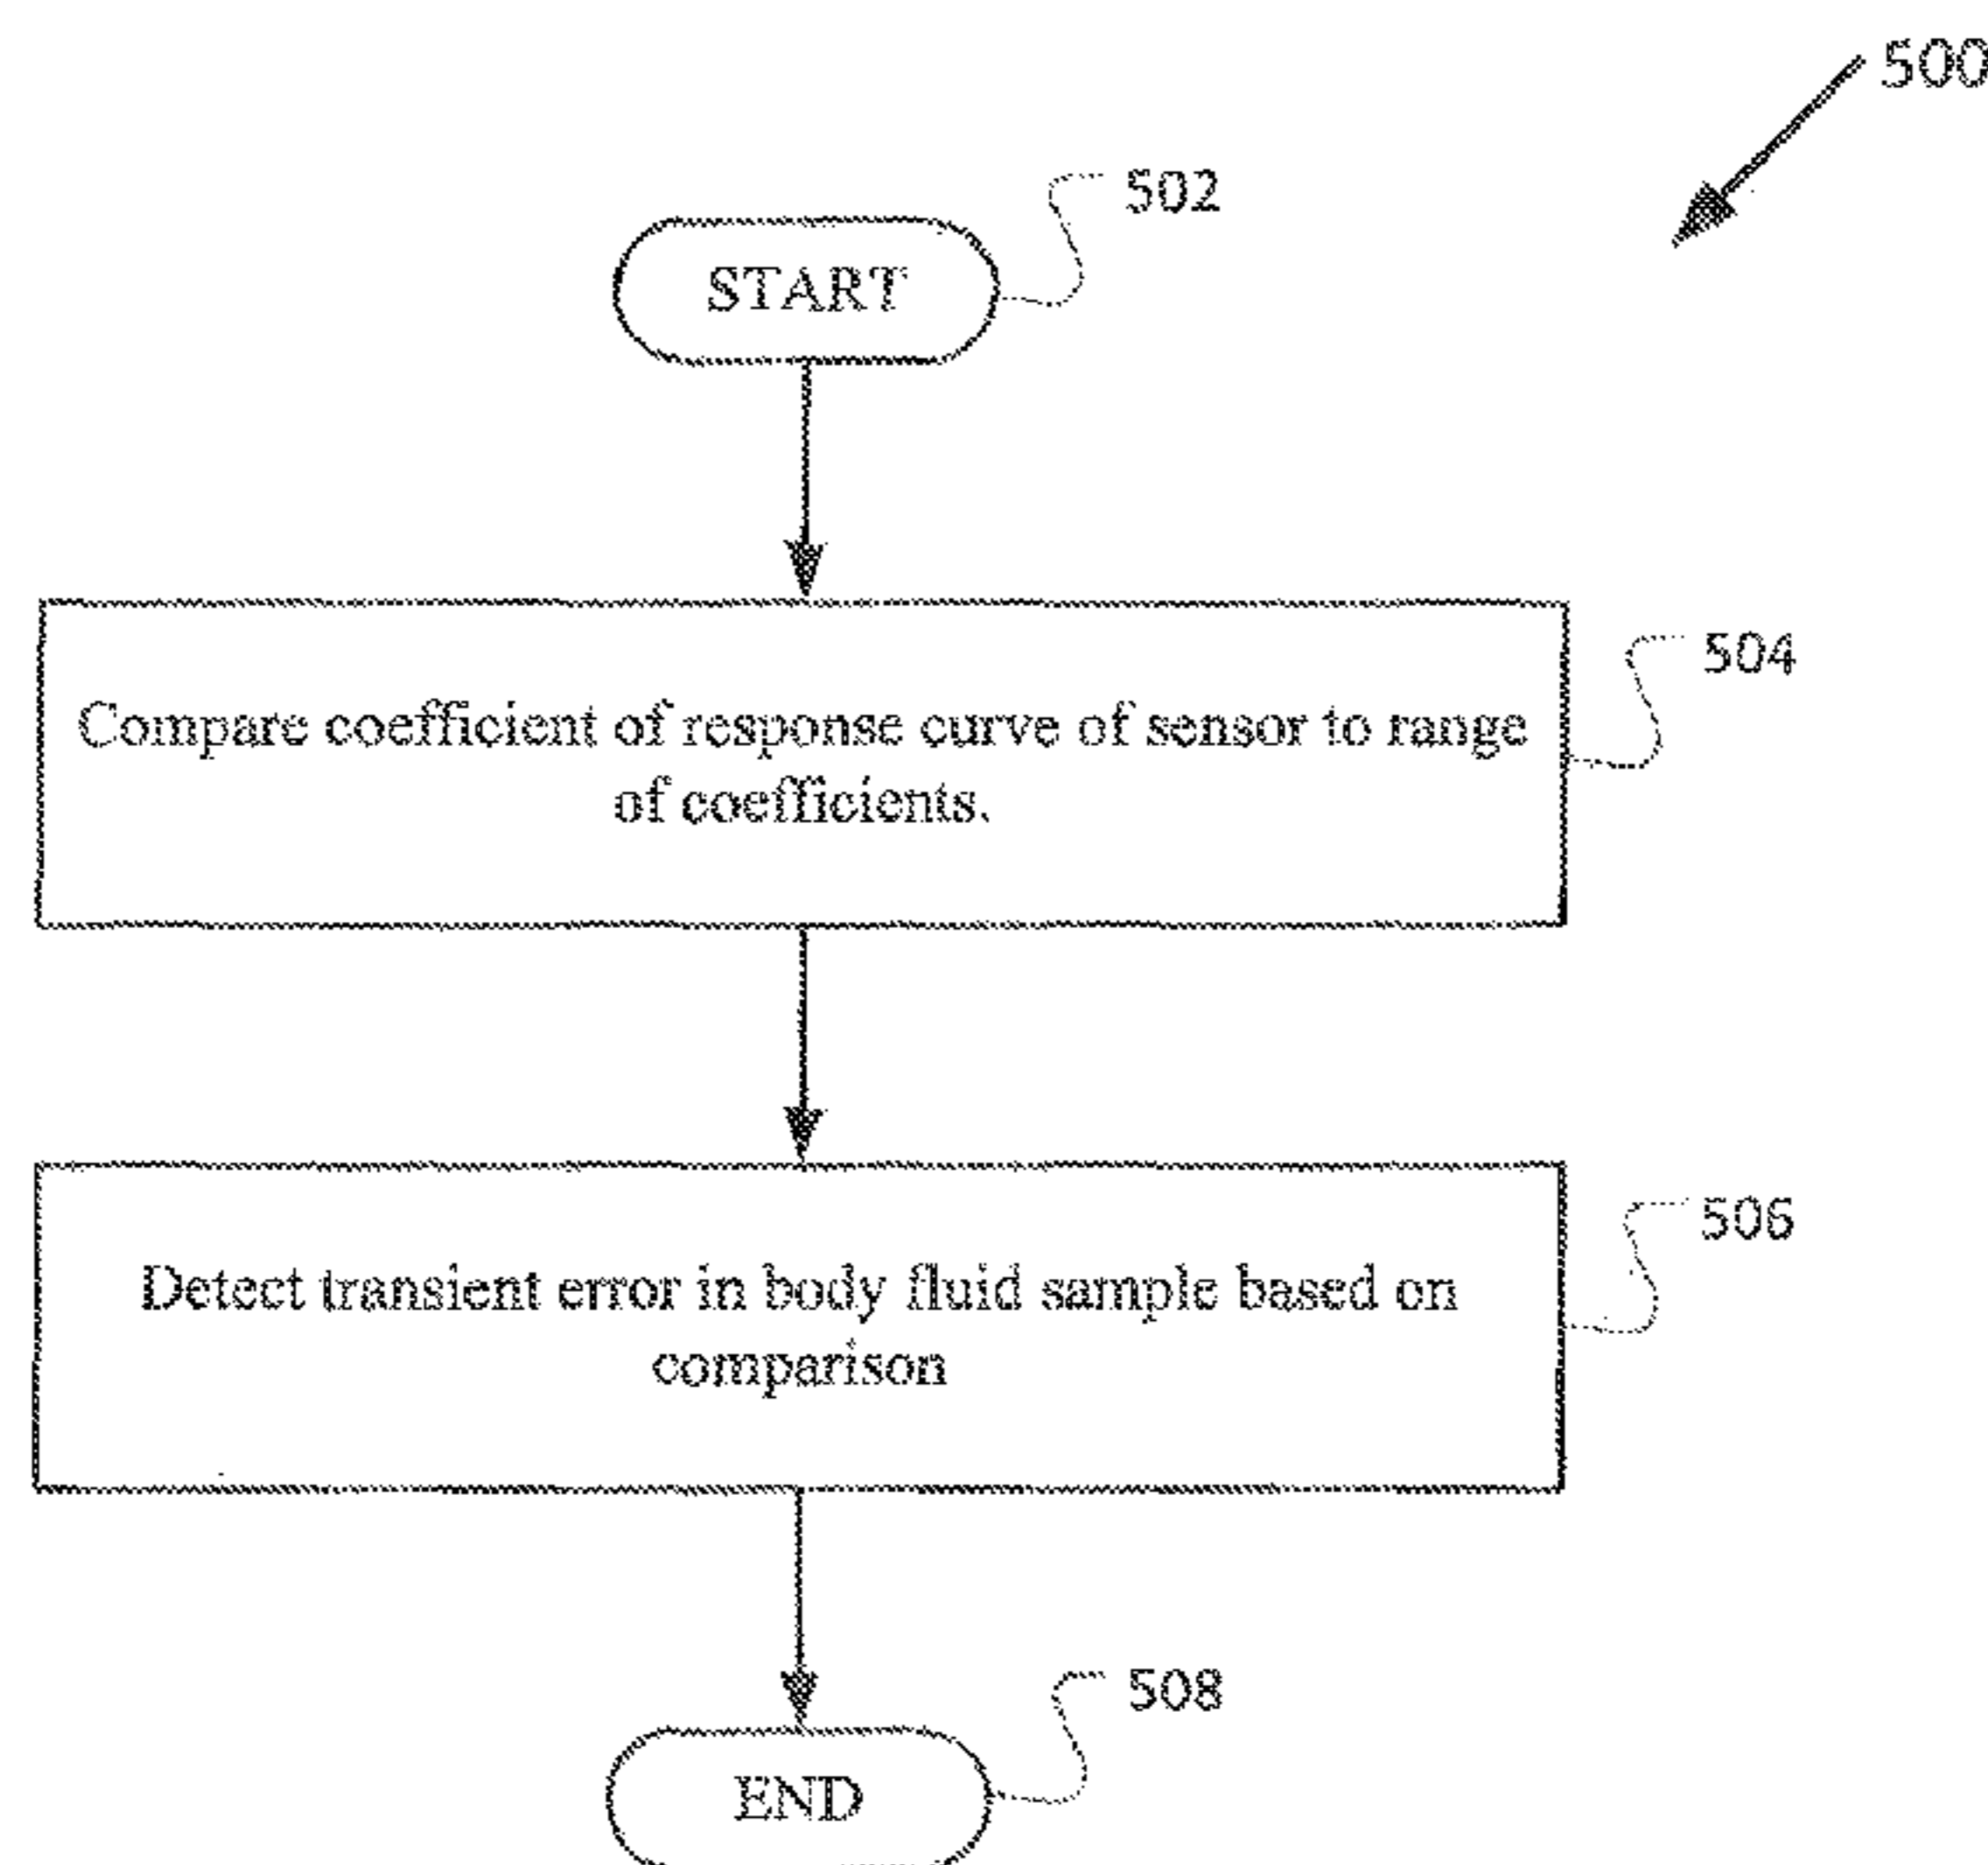 500
502
START
504
Compare coefficient of response curve of sensor to range
of coefficients.
506
Detect transient error in body fluid sample based on
comparison
508
END